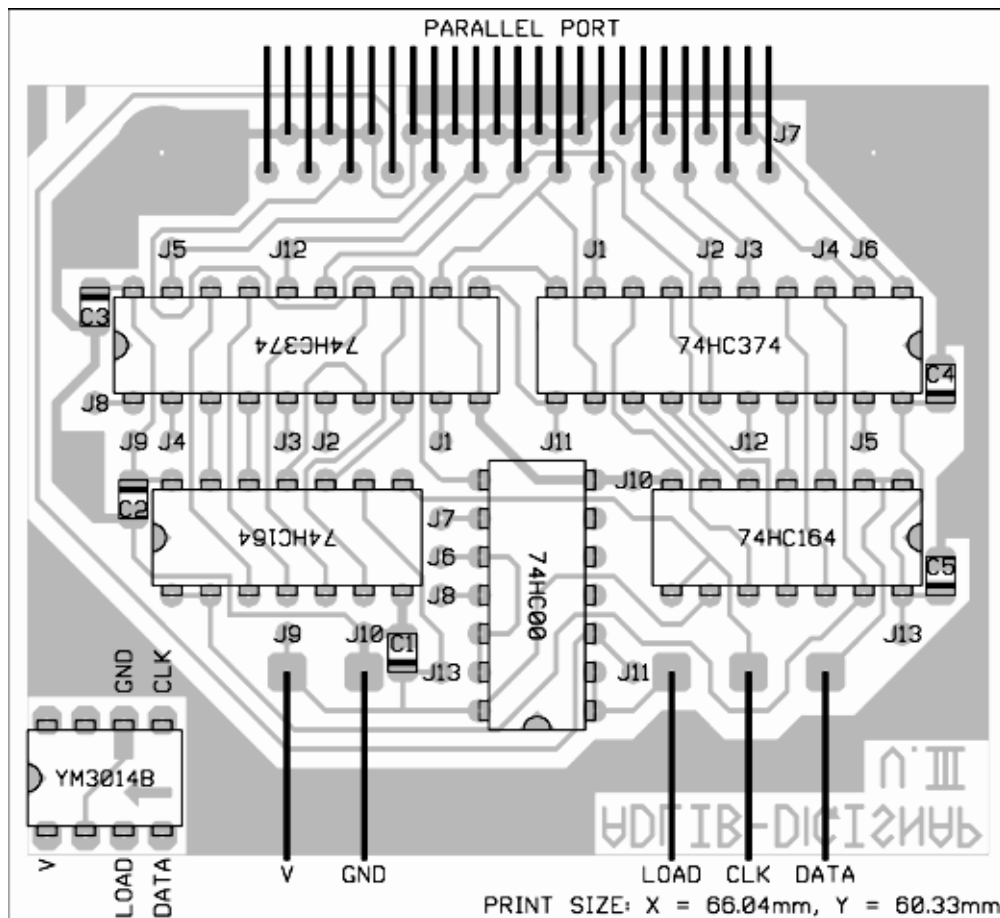 PARALLEL PORT
J7
J5 J12 J1 J2 J3 J4 J6
C3 74HC374 74HC374 C4
J8
J9 J4 J3 J2 J1 J11 J12 J5
C2 J10
J7
74HC164 74HC00 74HC164
J6
J8 C5
J9 J10 C1 J13 J11 J13
GND CLK
YM3014B
V.III
ADLIB-DIGISNAP
V LOAD DATA
V GND LOAD CLK DATA
PRINT SIZE: X = 66.04mm, Y = 60.33mm